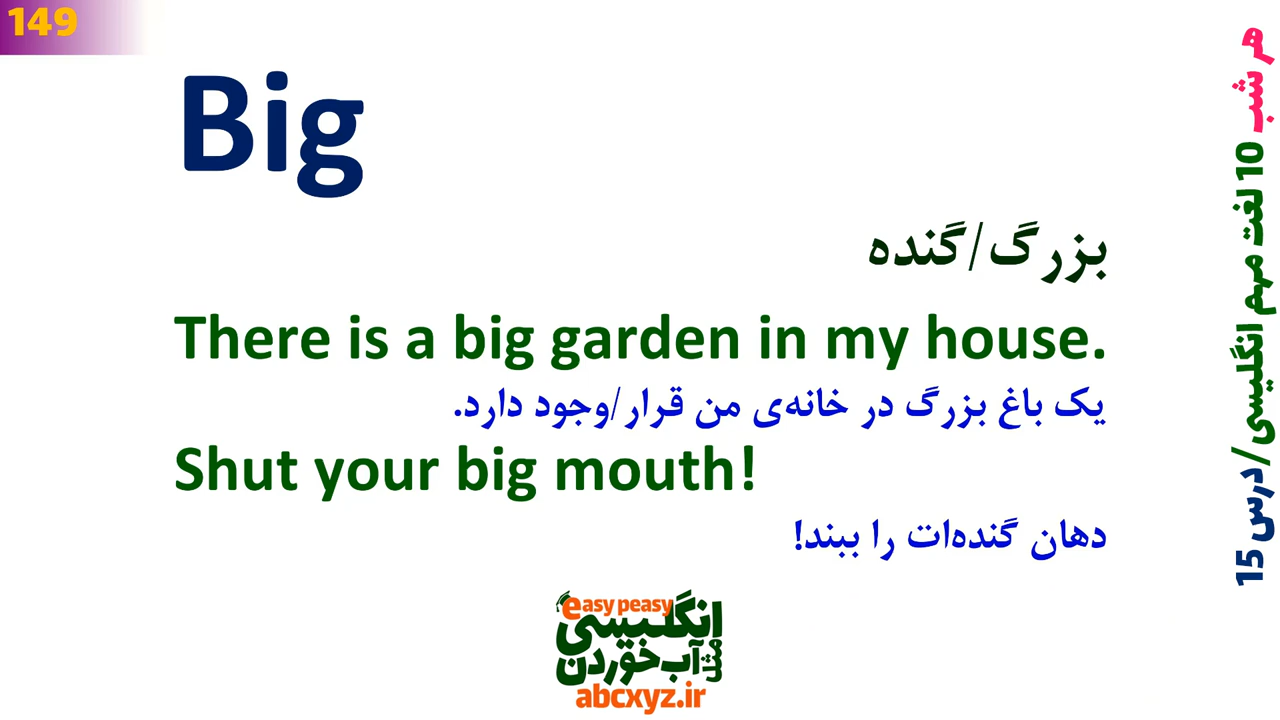 149
Big
بزرگ/گنده
There is a big garden in my house.
یک باغ بزرگ در خانه‌ی من قرار/وجود دارد.
Shut your big mouth!
دهان گنده‌ات را ببند!
هر شب 10 لغت مهم انگلیسی/درس 15
easy peasy
انگلیسی
مثل آب خوردن
abcxyz.ir